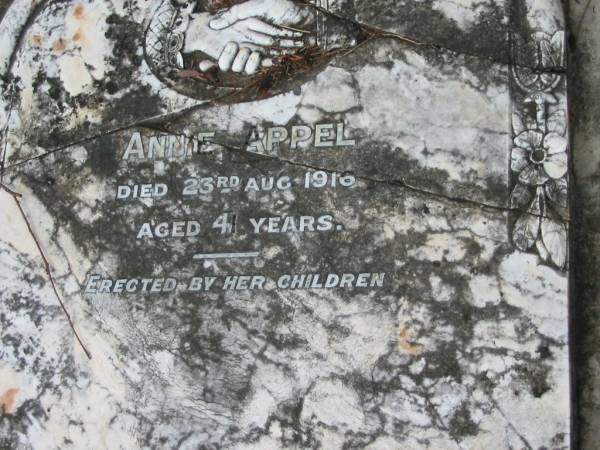 ANNIE APPEL
DIED 23RD AUG 1916
AGED 41 YEARS.
ERECTED BY HER CHILDREN